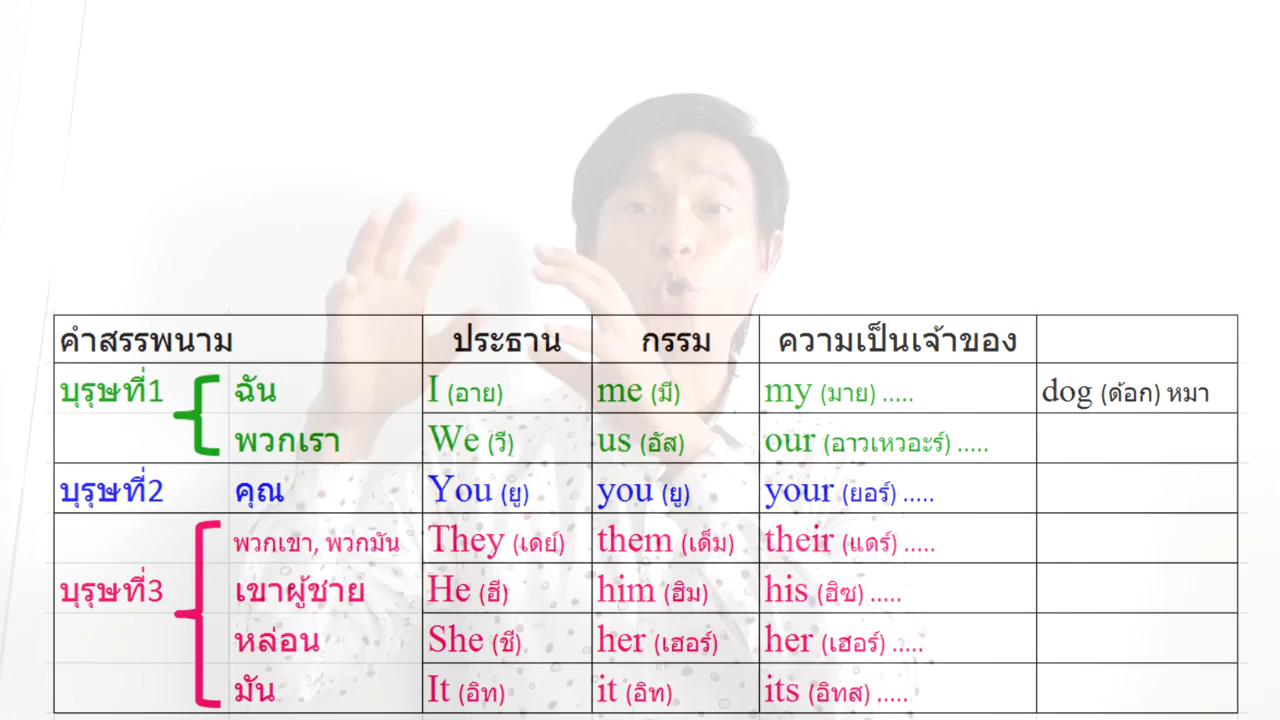 คำสรรพนาม ประธาน กรรม ความเป็นเจ้าของ
บุรุษที่1 ฉัน I (อาย) me (มี) my (มาย) ..... dog (ด้อก) หมา
พวกเรา We (วี) us (อัส) our (อาวเหวอะร์) .....
บุรุษที่2 คุณ You (ยู) you (ยู) your (ยอร์) .....
พวกเขา, พวกมัน They (เดย์) them (เด็ม) their (แดร์) .....
บุรุษที่3 เขาผู้ชาย He (ฮี) him (ฮิม) his (ฮิซ) .....
หล่อน She (ชี) her (เฮอร์) her (เฮอร์) .....
มัน It (อิท) it (อิท) its (อิทส) .....